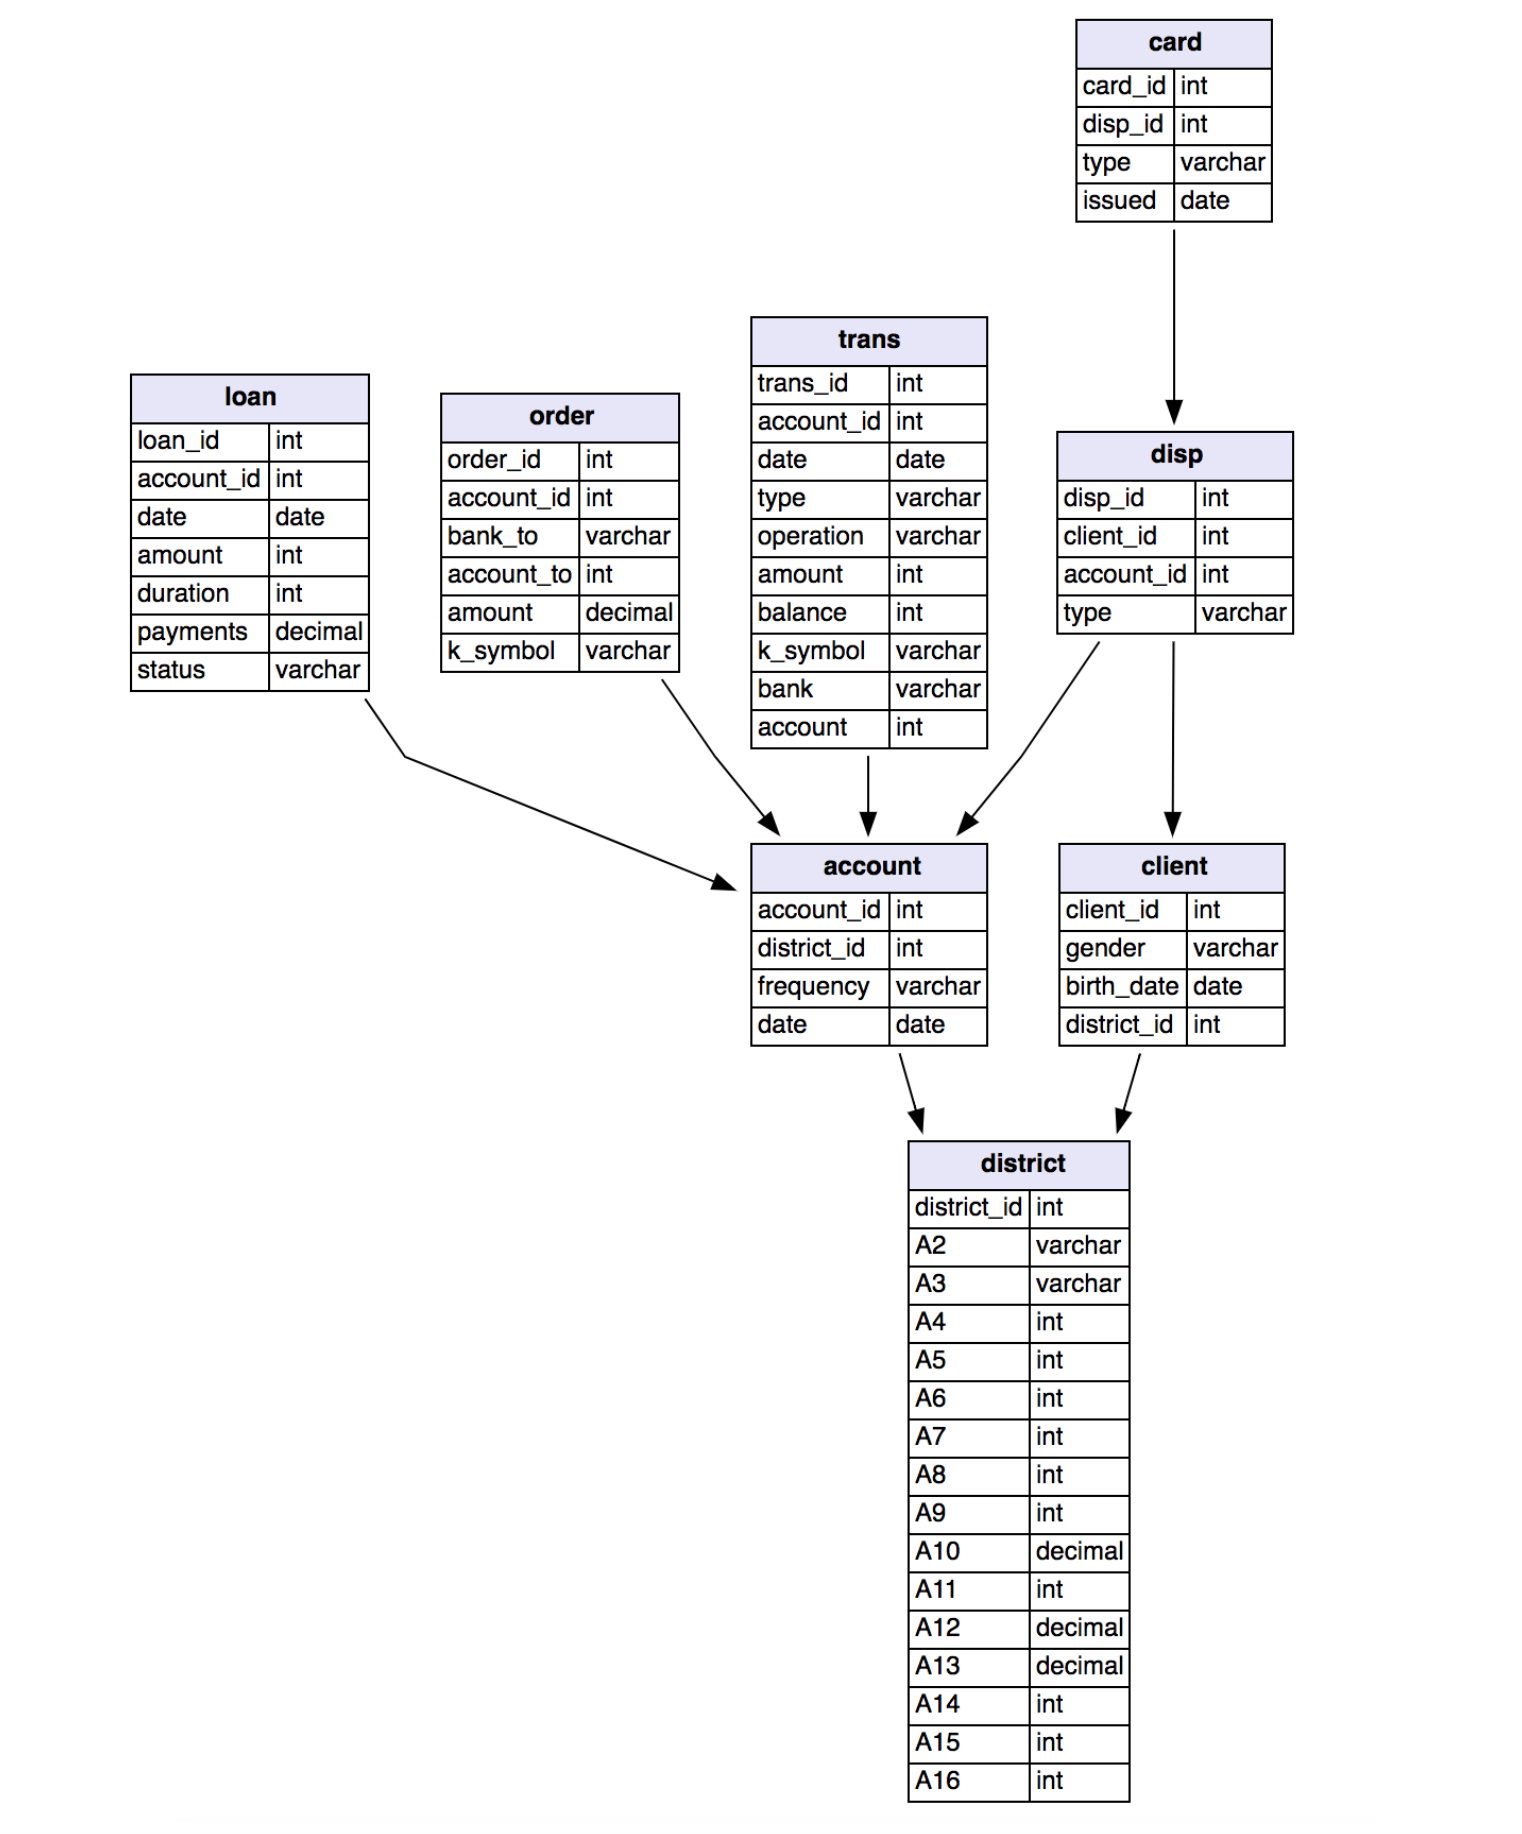 card
card_id int
disp_id int
type varchar
issued date
trans
trans_id int
account_id int
date date
type varchar
operation varchar
amount int
balance int
k_symbol varchar
bank varchar
account int
loan
loan_id int
account_id int
date date
amount int
duration int
payments decimal
status varchar
order
order_id int
account_id int
bank_to varchar
account_to int
amount decimal
k_symbol varchar
disp
disp_id int
client_id int
account_id int
type varchar
account
account_id int
district_id int
frequency varchar
date date
client
client_id int
gender varchar
birth_date date
district_id int
district
district_id int
A2 varchar
A3 varchar
A4 int
A5 int
A6 int
A7 int
A8 int
A9 int
A10 decimal
A11 int
A12 decimal
A13 decimal
A14 int
A15 int
A16 int